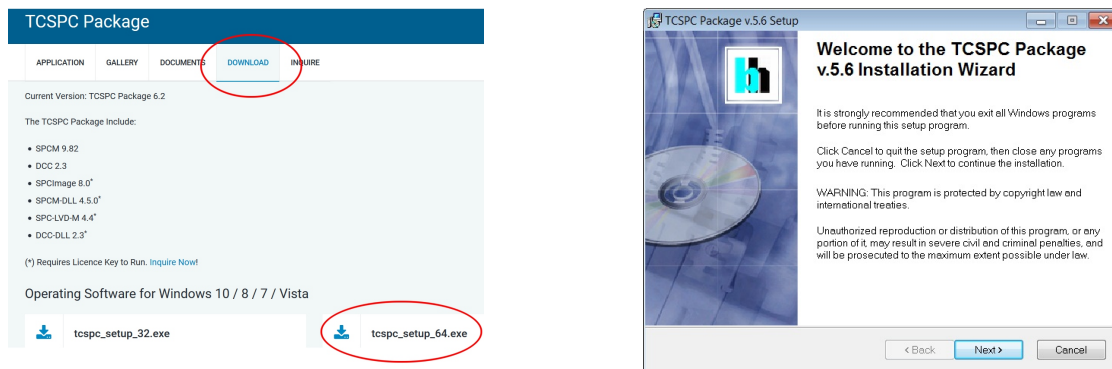 TCSPC Package
APPLICATION GALLERY DOCUMENTS DOWNLOAD INQUIRE
Current Version: TCSPC Package 6.2
The TCSPC Package Include:
• SPCM 9.82
• DCC 2.3
• SPCImage 8.0*
• SPCM-DLL 4.5.0*
• SPC-LVD-M 4.4*
• DCC-DLL 2.3*
(*) Requires Licence Key to Run. Inquire Now!
Operating Software for Windows 10 / 8 / 7 / Vista
tcspc_setup_32.exe
tcspc_setup_64.exe
TCSPC Package v.5.6 Setup
bh
Welcome to the TCSPC Package
v.5.6 Installation Wizard
It is strongly recommended that you exit all Windows programs
before running this setup program.
Click Cancel to quit the setup program, then close any programs
you have running. Click Next to continue the installation.
WARNING: This program is protected by copyright law and
international treaties.
Unauthorized reproduction or distribution of this program, or any
portion of it, may result in severe civil and criminal penalties, and
will be prosecuted to the maximum extent possible under law.
< Back Next > Cancel